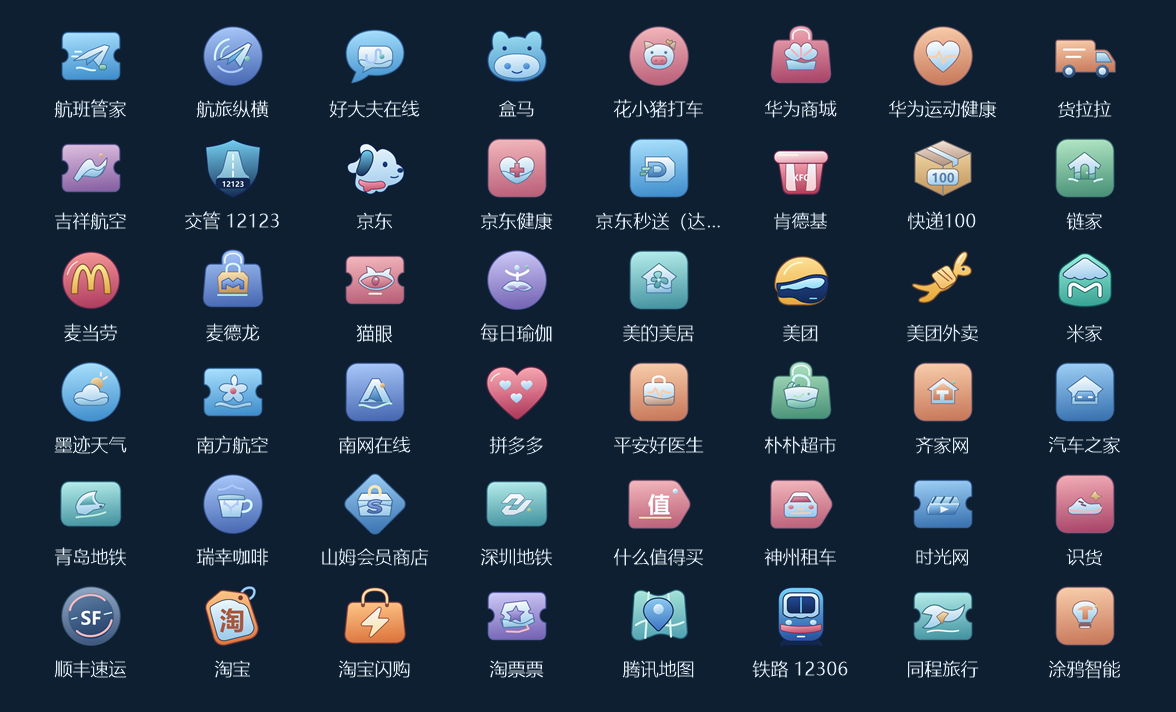 航班管家
航旅纵横
好大夫在线
盒马
花小猪打车
华为商城
华为运动健康
货拉拉
12123
KFC
100
吉祥航空
交管 12123
京东
京东健康
京东秒送（达...
肯德基
快递100
链家
麦当劳
麦德龙
猫眼
每日瑜伽
美的美居
美团
美团外卖
米家
墨迹天气
南方航空
南网在线
拼多多
平安好医生
朴朴超市
齐家网
汽车之家
S
值
青岛地铁
瑞幸咖啡
山姆会员商店
深圳地铁
什么值得买
神州租车
时光网
识货
SF
淘
顺丰速运
淘宝
淘宝闪购
淘票票
腾讯地图
铁路 12306
同程旅行
涂鸦智能